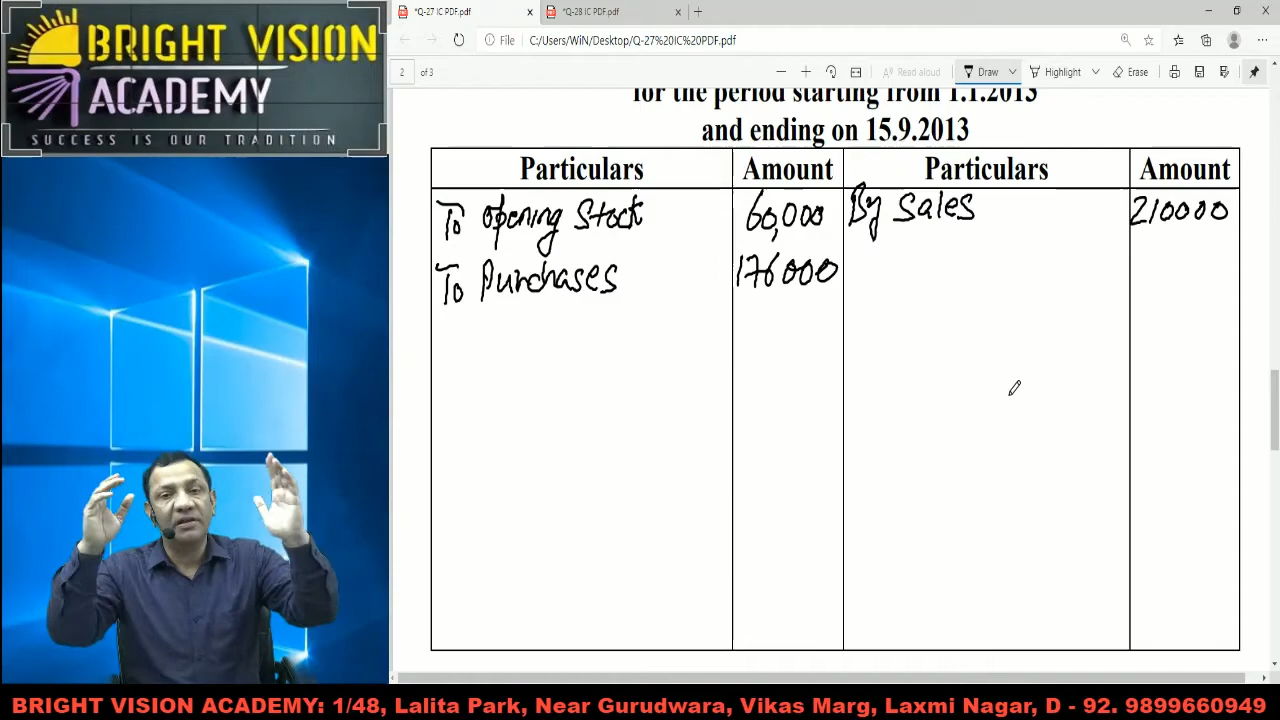 BRIGHT VISION
ACADEMY
SUCCESS IS OUR TRADITION
*Q-27 IC PDF.pdf
*Q-28 IC PDF.pdf
File C:/Users/WiN/Desktop/Q-27%20IC%20PDF.pdf
2 of 3
Read aloud Draw Highlight Erase
for the period starting from 1.1.2013
and ending on 15.9.2013
Particulars Amount Particulars Amount
To opening Stock 60,000 By Sales 210000
To Purchases 176000
BRIGHT VISION ACADEMY: 1/48, Lalita Park, Near Gurudwara, Vikas Marg, Laxmi Nagar, D - 92. 9899660949